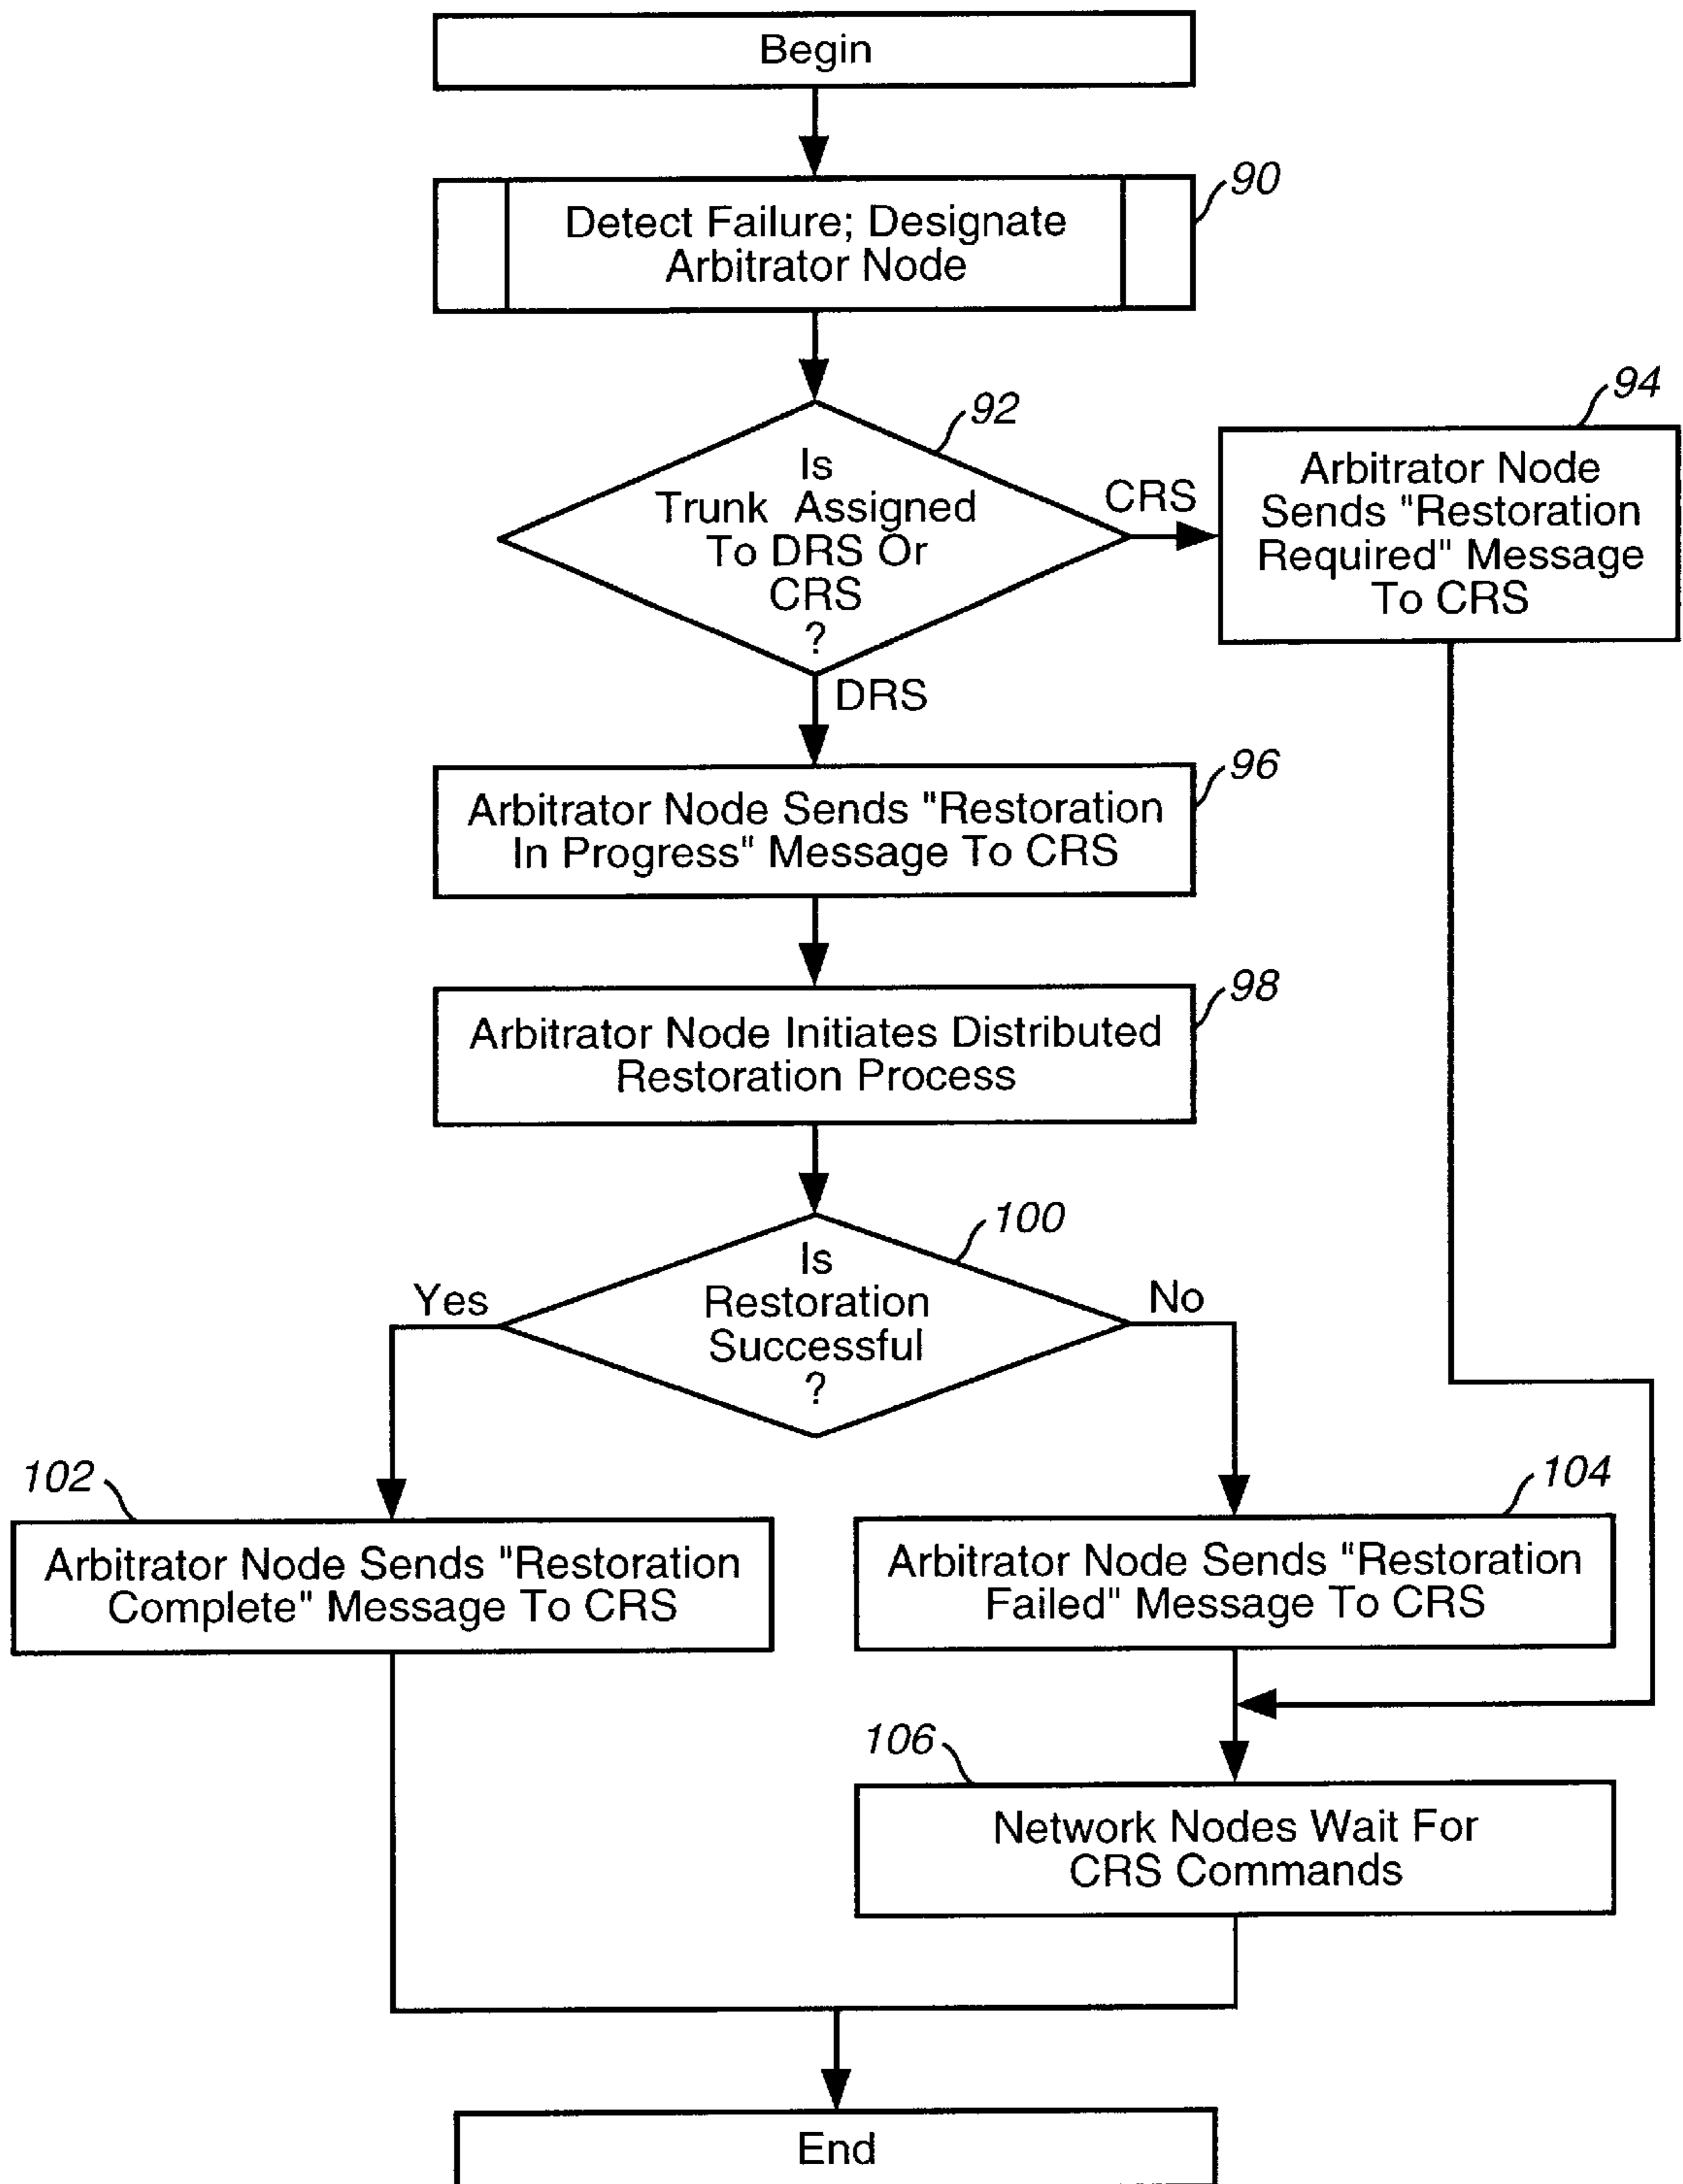 Begin
90
Detect Failure; Designate
Arbitrator Node
92
Is
Trunk Assigned
To DRS Or
CRS
?
CRS
94
Arbitrator Node
Sends "Restoration
Required" Message
To CRS
DRS
96
Arbitrator Node Sends "Restoration
In Progress" Message To CRS
98
Arbitrator Node Initiates Distributed
Restoration Process
100
Is
Restoration
Successful
?
Yes
No
102
Arbitrator Node Sends "Restoration
Complete" Message To CRS
104
Arbitrator Node Sends "Restoration
Failed" Message To CRS
106
Network Nodes Wait For
CRS Commands
End